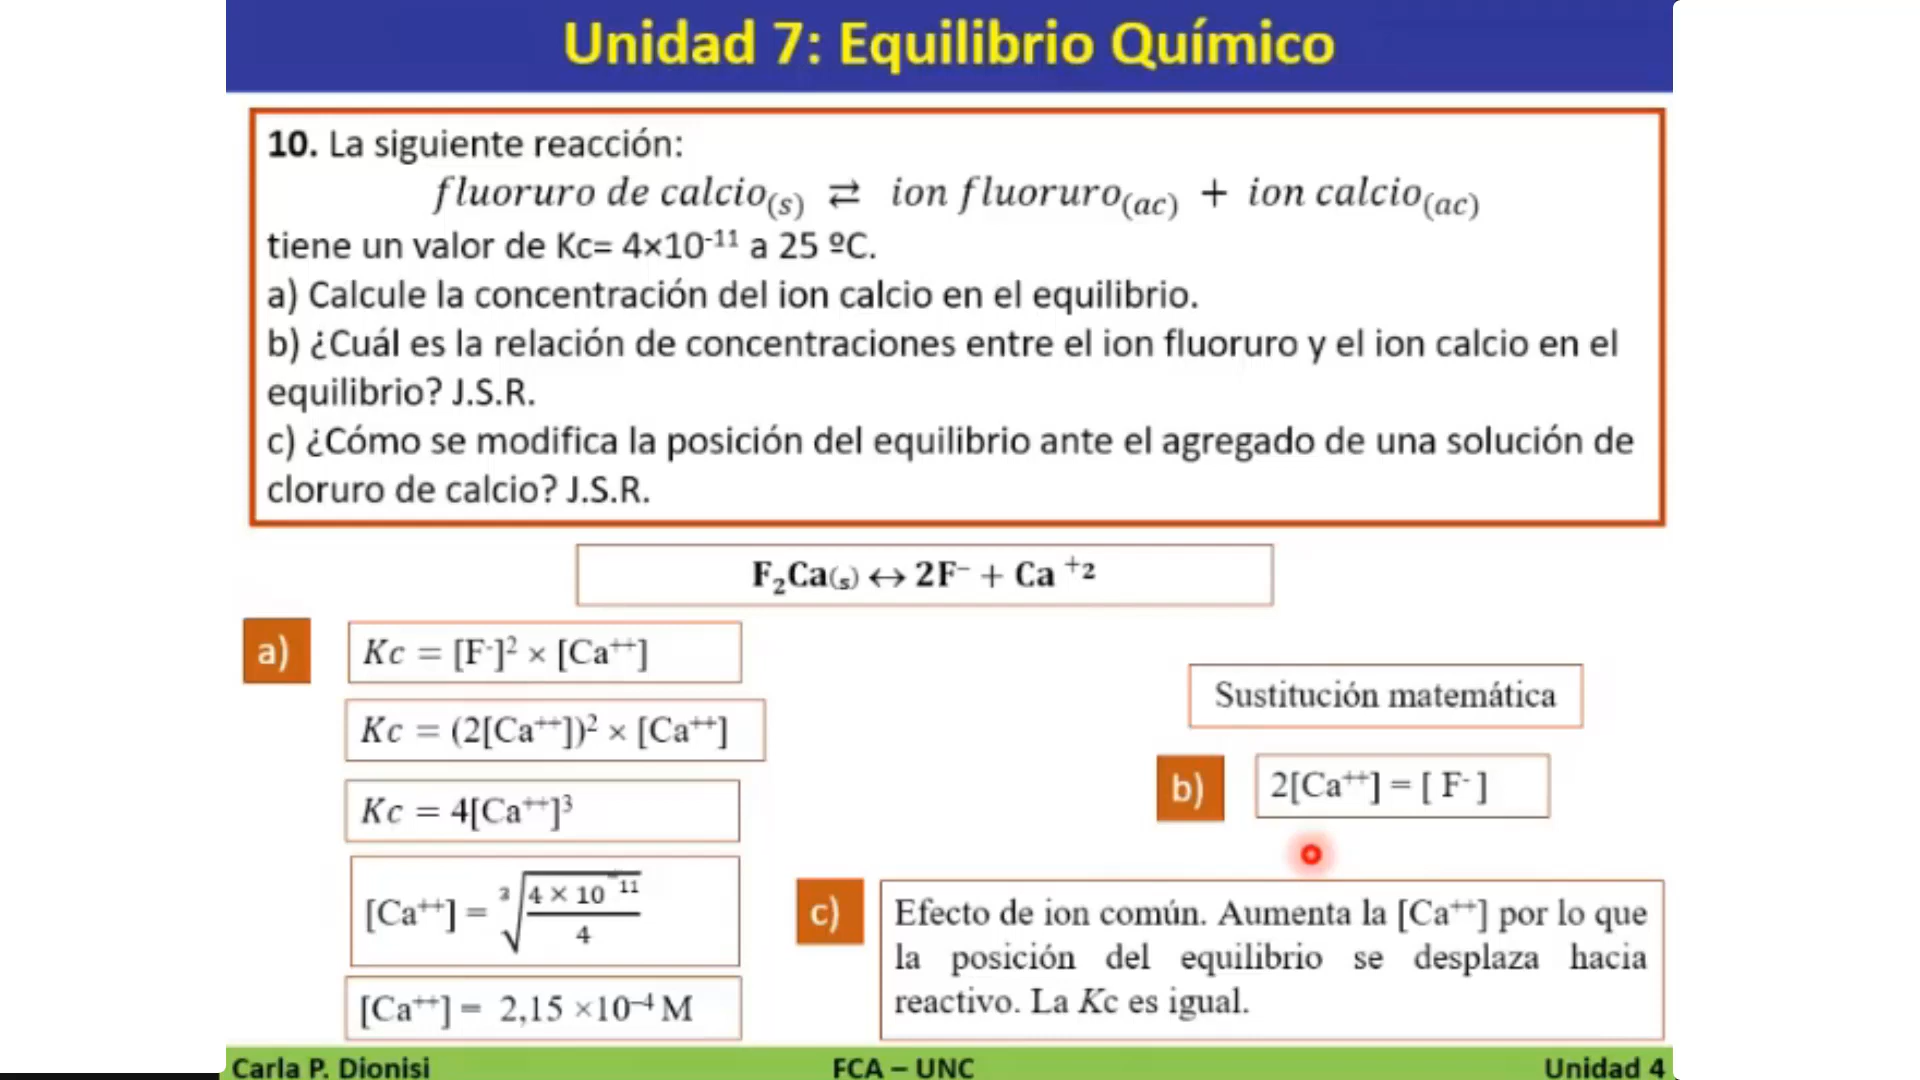 Unidad 7: Equilibrio Químico
10. La siguiente reacción:
fluoruro de calcio(s) ⇄ ion fluoruro(ac) + ion calcio(ac)
tiene un valor de Kc= 4×10⁻¹¹ a 25 ºC.
a) Calcule la concentración del ion calcio en el equilibrio.
b) ¿Cuál es la relación de concentraciones entre el ion fluoruro y el ion calcio en el
equilibrio? J.S.R.
c) ¿Cómo se modifica la posición del equilibrio ante el agregado de una solución de
cloruro de calcio? J.S.R.
F₂Ca(s) ↔ 2F⁻ + Ca ⁺²
a)
Kc = [F⁻]² × [Ca⁺⁺]
Kc = (2[Ca⁺⁺])² × [Ca⁺⁺]
Kc = 4[Ca⁺⁺]³
[Ca⁺⁺] = ³√(4 × 10⁻¹¹ / 4)
[Ca⁺⁺] = 2,15 ×10⁻⁴ M
Sustitución matemática
b)
2[Ca⁺⁺] = [ F⁻ ]
c)
Efecto de ion común. Aumenta la [Ca⁺⁺] por lo que
la posición del equilibrio se desplaza hacia
reactivo. La Kc es igual.
Carla P. Dionisi FCA – UNC Unidad 4